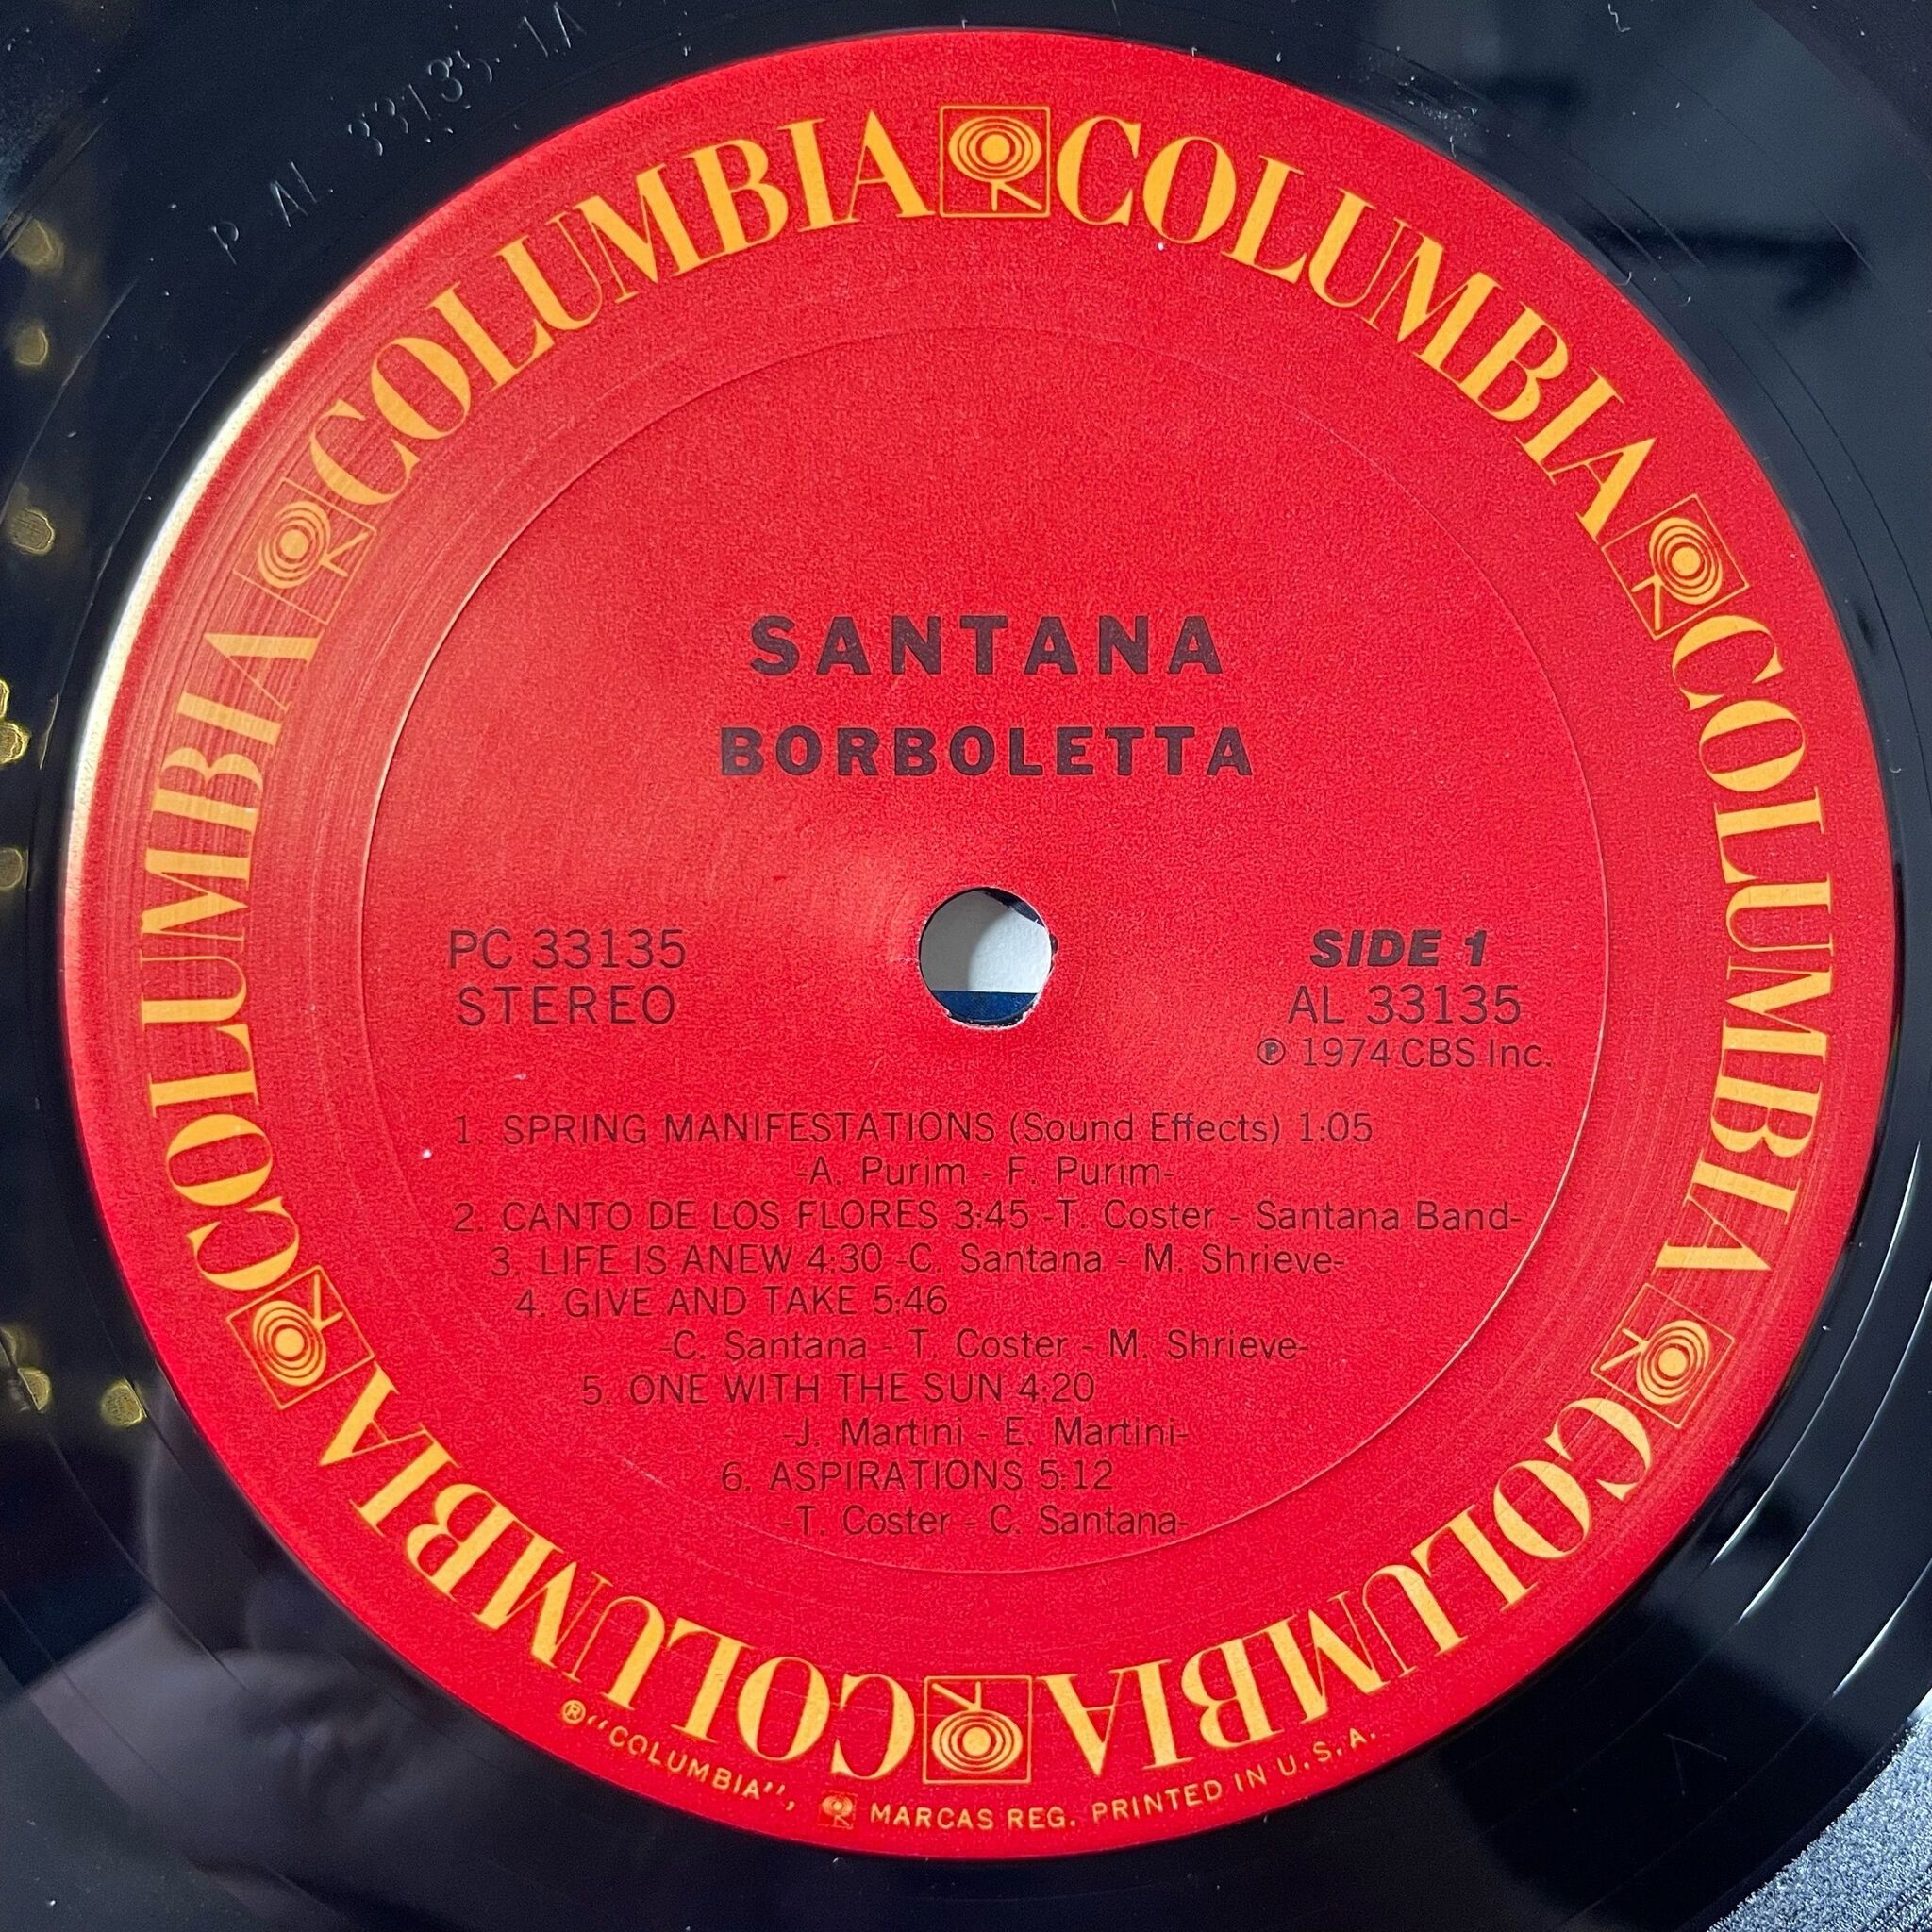 P AL 33135-1A
COLUMBIA COLUMBIA COLUMBIA COLUMBIA COLUMBIA COLUMBIA
SANTANA
BORBOLETTA
PC 33135
STEREO
SIDE 1
AL 33135
℗ 1974 CBS Inc.
1. SPRING MANIFESTATIONS (Sound Effects) 1:05
-A. Purim - F. Purim-
2. CANTO DE LOS FLORES 3:45 -T. Coster - Santana Band-
3. LIFE IS ANEW 4:30 -C. Santana - M. Shrieve-
4. GIVE AND TAKE 5:46
-C. Santana - T. Coster - M. Shrieve-
5. ONE WITH THE SUN 4:20
-J. Martini - E. Martini-
6. ASPIRATIONS 5:12
-T. Coster - C. Santana-
®"COLUMBIA", MARCAS REG. PRINTED IN U.S.A.